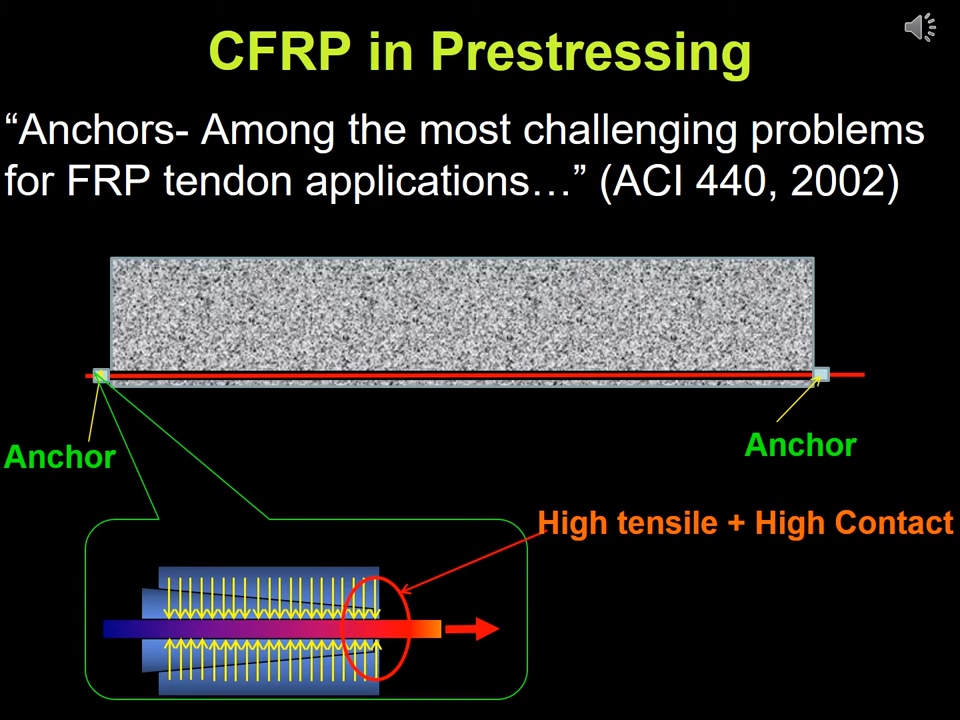 CFRP in Prestressing
“Anchors- Among the most challenging problems
for FRP tendon applications…” (ACI 440, 2002)
Anchor
Anchor
High tensile + High Contact